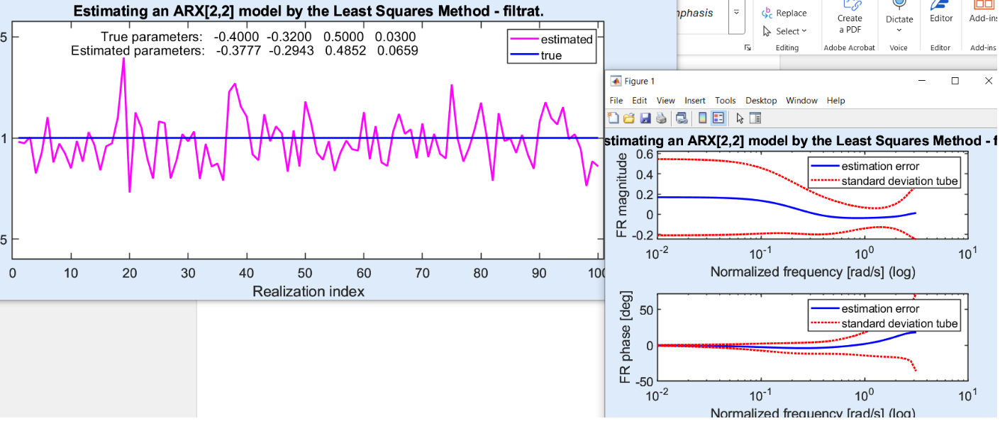 Estimating an ARX[2,2] model by the Least Squares Method - filtrat.
True parameters: -0.4000 -0.3200 0.5000 0.0300
Estimated parameters: -0.3777 -0.2943 0.4852 0.0659
estimated
true
5
1
5
0 10 20 30 40 50 60 70 80 90 100
Realization index
Replace
Select
Editing
Create
a PDF
Adobe Acrobat
Dictate
Voice
Editor
Editor
Add-ins
Add-ins
Figure 1
File Edit View Insert Tools Desktop Window Help
stimating an ARX[2,2] model by the Least Squares Method - f
FR magnitude
0.6
0.4
0.2
0
-0.2
estimation error
standard deviation tube
10-2 10-1 100 101
Normalized frequency [rad/s] (log)
FR phase [deg]
50
0
-50
estimation error
standard deviation tube
10-2 10-1 100 101
Normalized frequency [rad/s] (log)